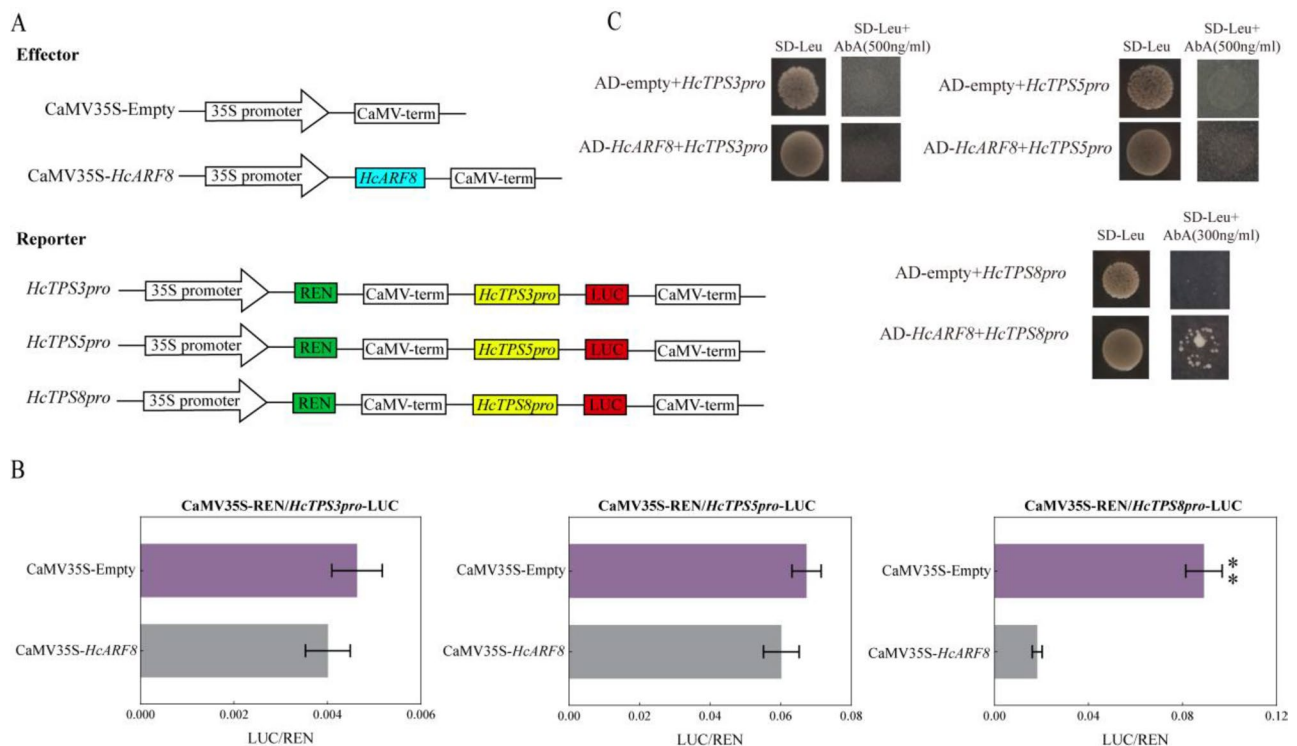 A
Effector
CaMV35S-Empty
35S promoter
CaMV-term
CaMV35S-HcARF8
35S promoter
HcARF8
CaMV-term
Reporter
HcTPS3pro
35S promoter
REN
CaMV-term
HcTPS3pro
LUC
CaMV-term
HcTPS5pro
35S promoter
REN
CaMV-term
HcTPS5pro
LUC
CaMV-term
HcTPS8pro
35S promoter
REN
CaMV-term
HcTPS8pro
LUC
CaMV-term
C
SD-Leu
SD-Leu+
AbA(500ng/ml)
AD-empty+HcTPS3pro
AD-HcARF8+HcTPS3pro
SD-Leu
SD-Leu+
AbA(500ng/ml)
AD-empty+HcTPS5pro
AD-HcARF8+HcTPS5pro
SD-Leu
SD-Leu+
AbA(300ng/ml)
AD-empty+HcTPS8pro
AD-HcARF8+HcTPS8pro
B
CaMV35S-REN/HcTPS3pro-LUC
CaMV35S-Empty
CaMV35S-HcARF8
0.000 0.002 0.004 0.006
LUC/REN
CaMV35S-REN/HcTPS5pro-LUC
CaMV35S-Empty
CaMV35S-HcARF8
0.00 0.02 0.04 0.06 0.08
LUC/REN
CaMV35S-REN/HcTPS8pro-LUC
CaMV35S-Empty
**
CaMV35S-HcARF8
0.00 0.04 0.08 0.12
LUC/REN